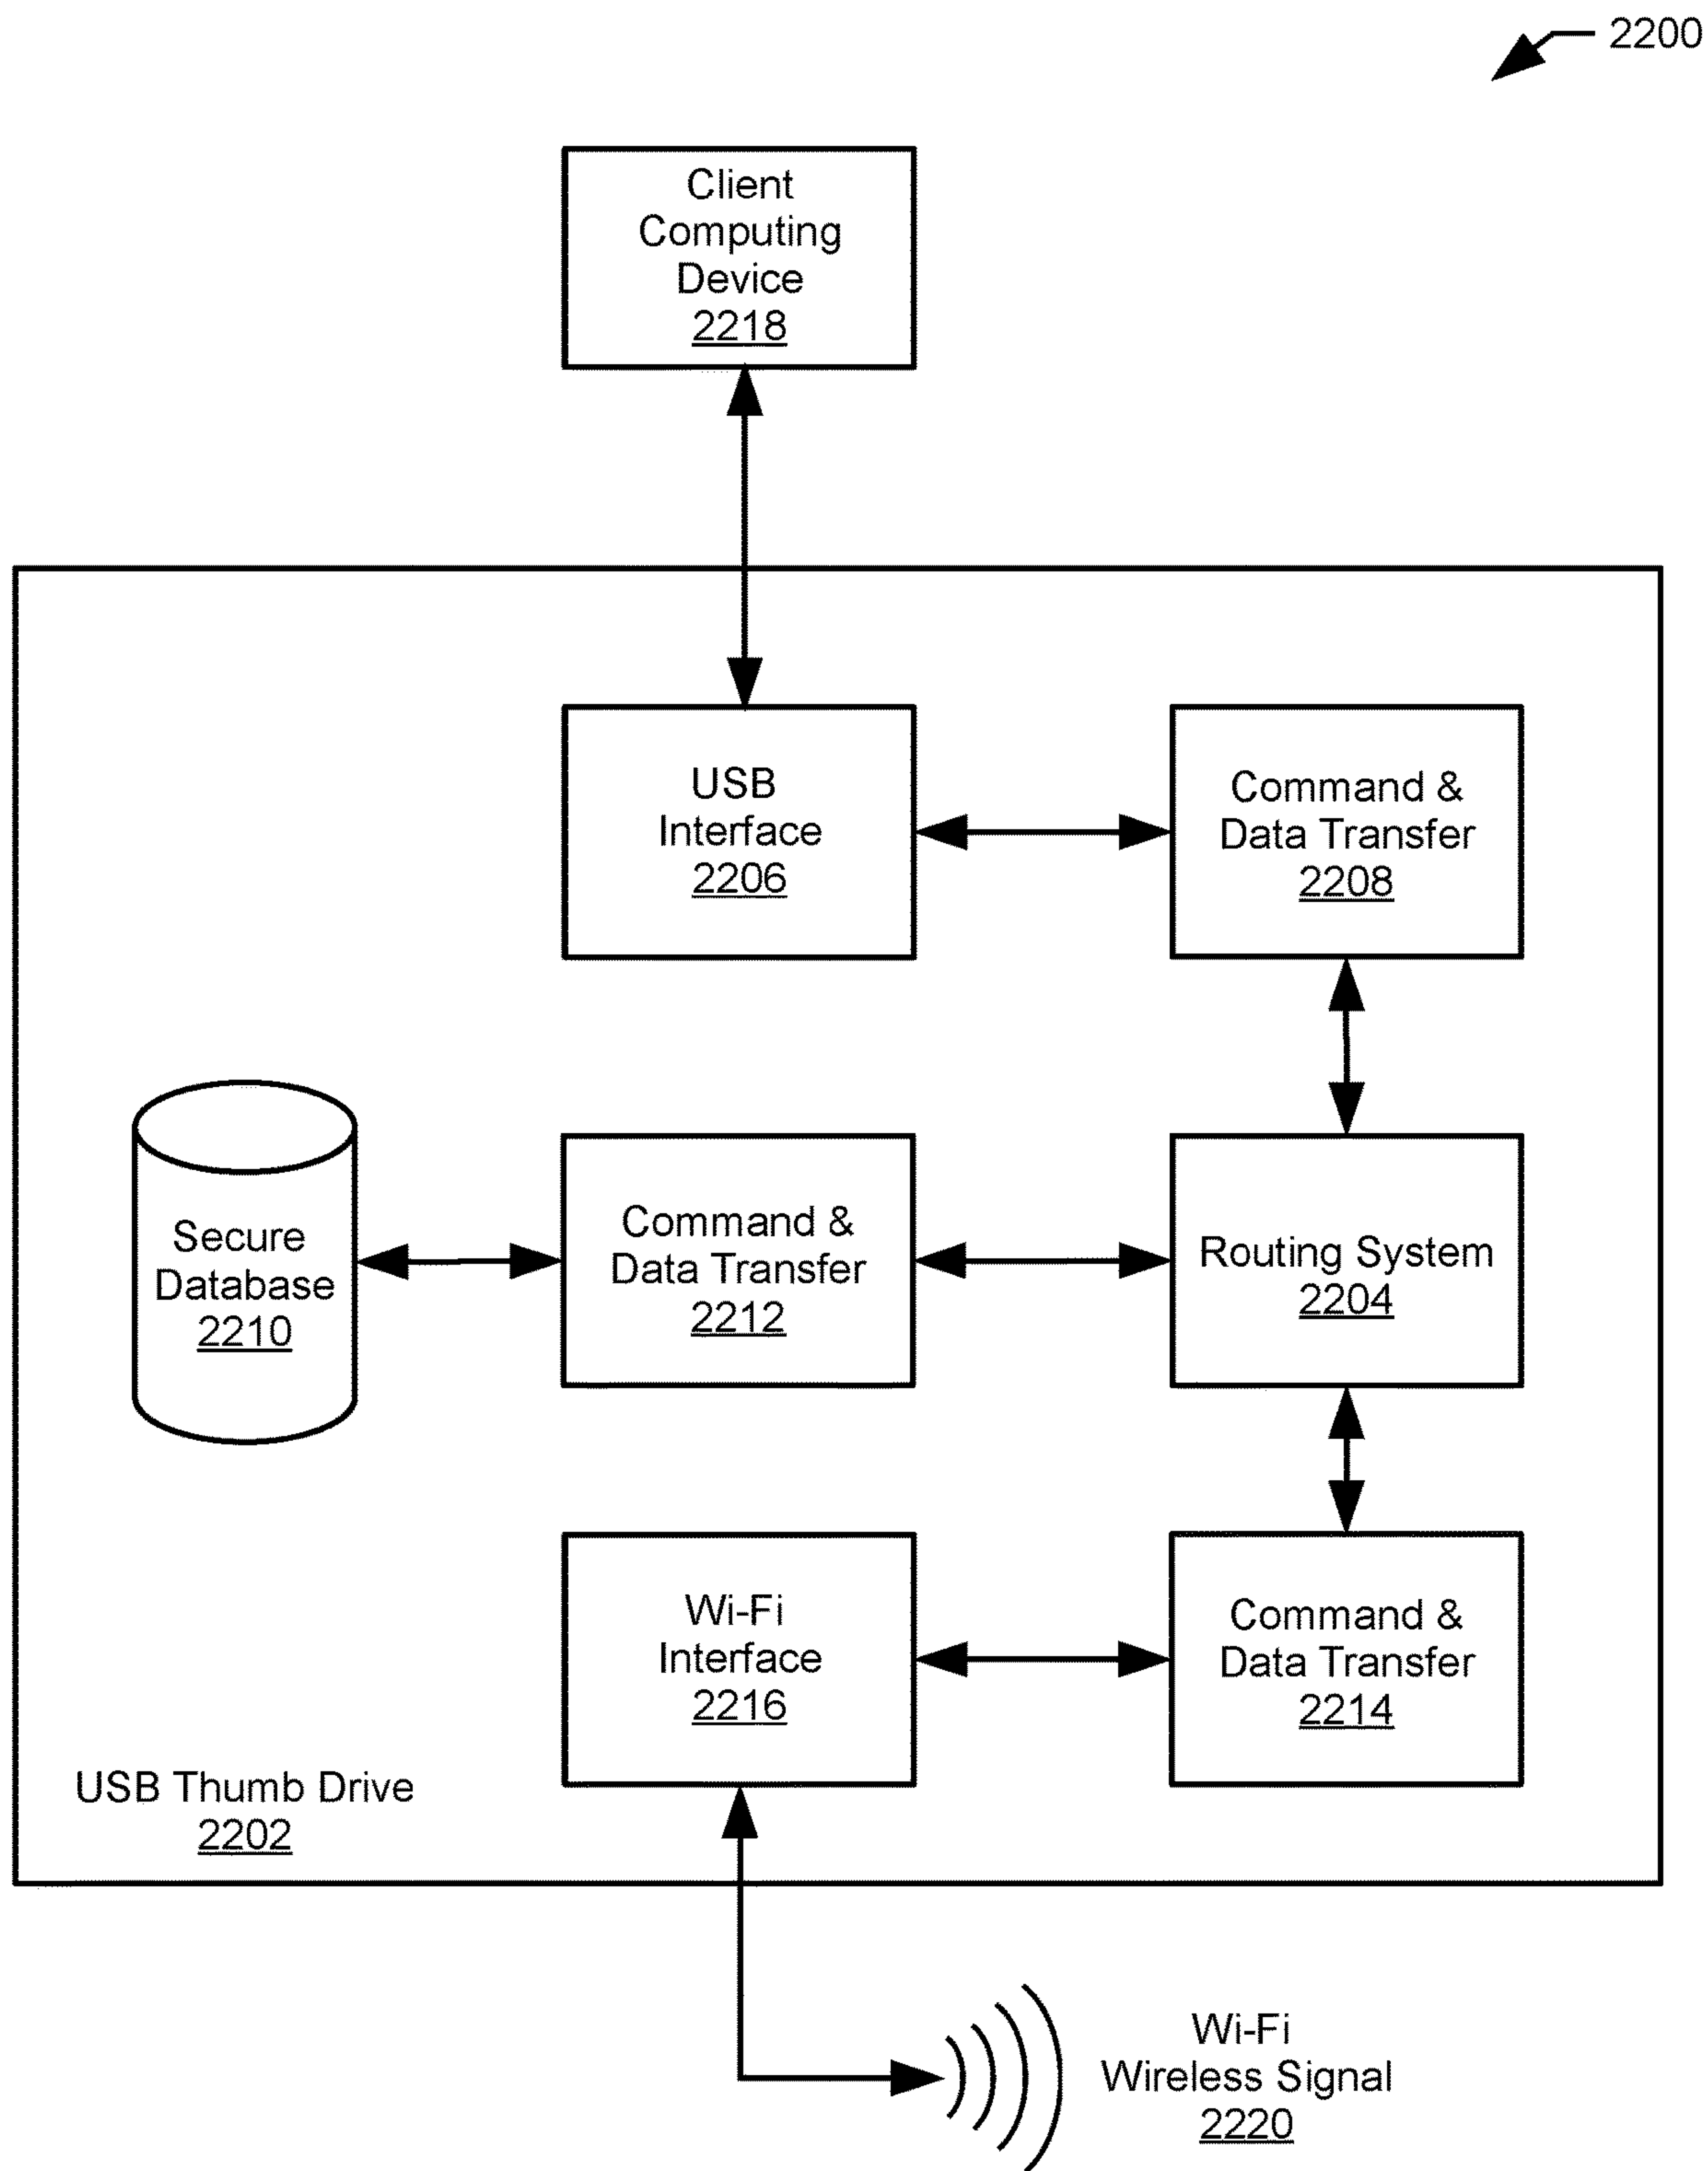 2200
Client
Computing
Device
2218
USB
Interface
2206
Command &
Data Transfer
2208
Secure
Database
2210
Command &
Data Transfer
2212
Routing System
2204
Wi-Fi
Interface
2216
Command &
Data Transfer
2214
USB Thumb Drive
2202
Wi-Fi
Wireless Signal
2220